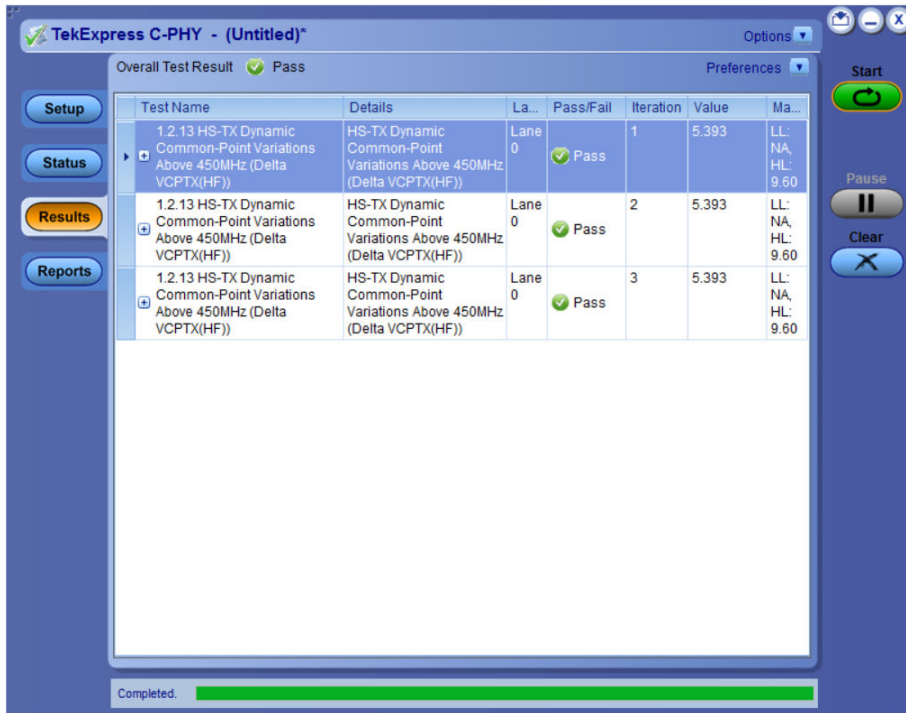 TekExpress C-PHY - (Untitled)*
Options
Overall Test Result Pass
Preferences
Start
Setup
Status
Results
Reports
Pause
Clear
Test Name Details La... Pass/Fail Iteration Value Ma...
1.2.13 HS-TX Dynamic
Common-Point Variations
Above 450MHz (Delta
VCPTX(HF))
HS-TX Dynamic
Common-Point
Variations Above 450MHz
(Delta VCPTX(HF))
Lane
0
Pass
1
5.393
LL:
NA,
HL:
9.60
1.2.13 HS-TX Dynamic
Common-Point Variations
Above 450MHz (Delta
VCPTX(HF))
HS-TX Dynamic
Common-Point
Variations Above 450MHz
(Delta VCPTX(HF))
Lane
0
Pass
2
5.393
LL:
NA,
HL:
9.60
1.2.13 HS-TX Dynamic
Common-Point Variations
Above 450MHz (Delta
VCPTX(HF))
HS-TX Dynamic
Common-Point
Variations Above 450MHz
(Delta VCPTX(HF))
Lane
0
Pass
3
5.393
LL:
NA,
HL:
9.60
Completed.